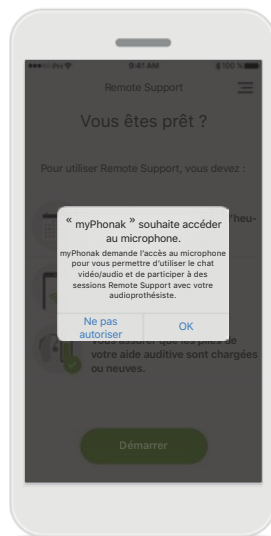 PH
9:41 AM
100 %
Remote Support
Vous êtes prêt ?
Pour utiliser Remote Support, vous devez :
"heu-
« myPhonak » souhaite accéder
au microphone.
myPhonak demande l'accès au microphone
pour vous permettre d'utiliser le chat
vidéo/audio et de participer à des
sessions Remote Support avec votre
audioprothésiste.
Ne pas
autoriser
OK
vous assurer que les piles de
votre aide auditive sont chargées
ou neuves.
Démarrer